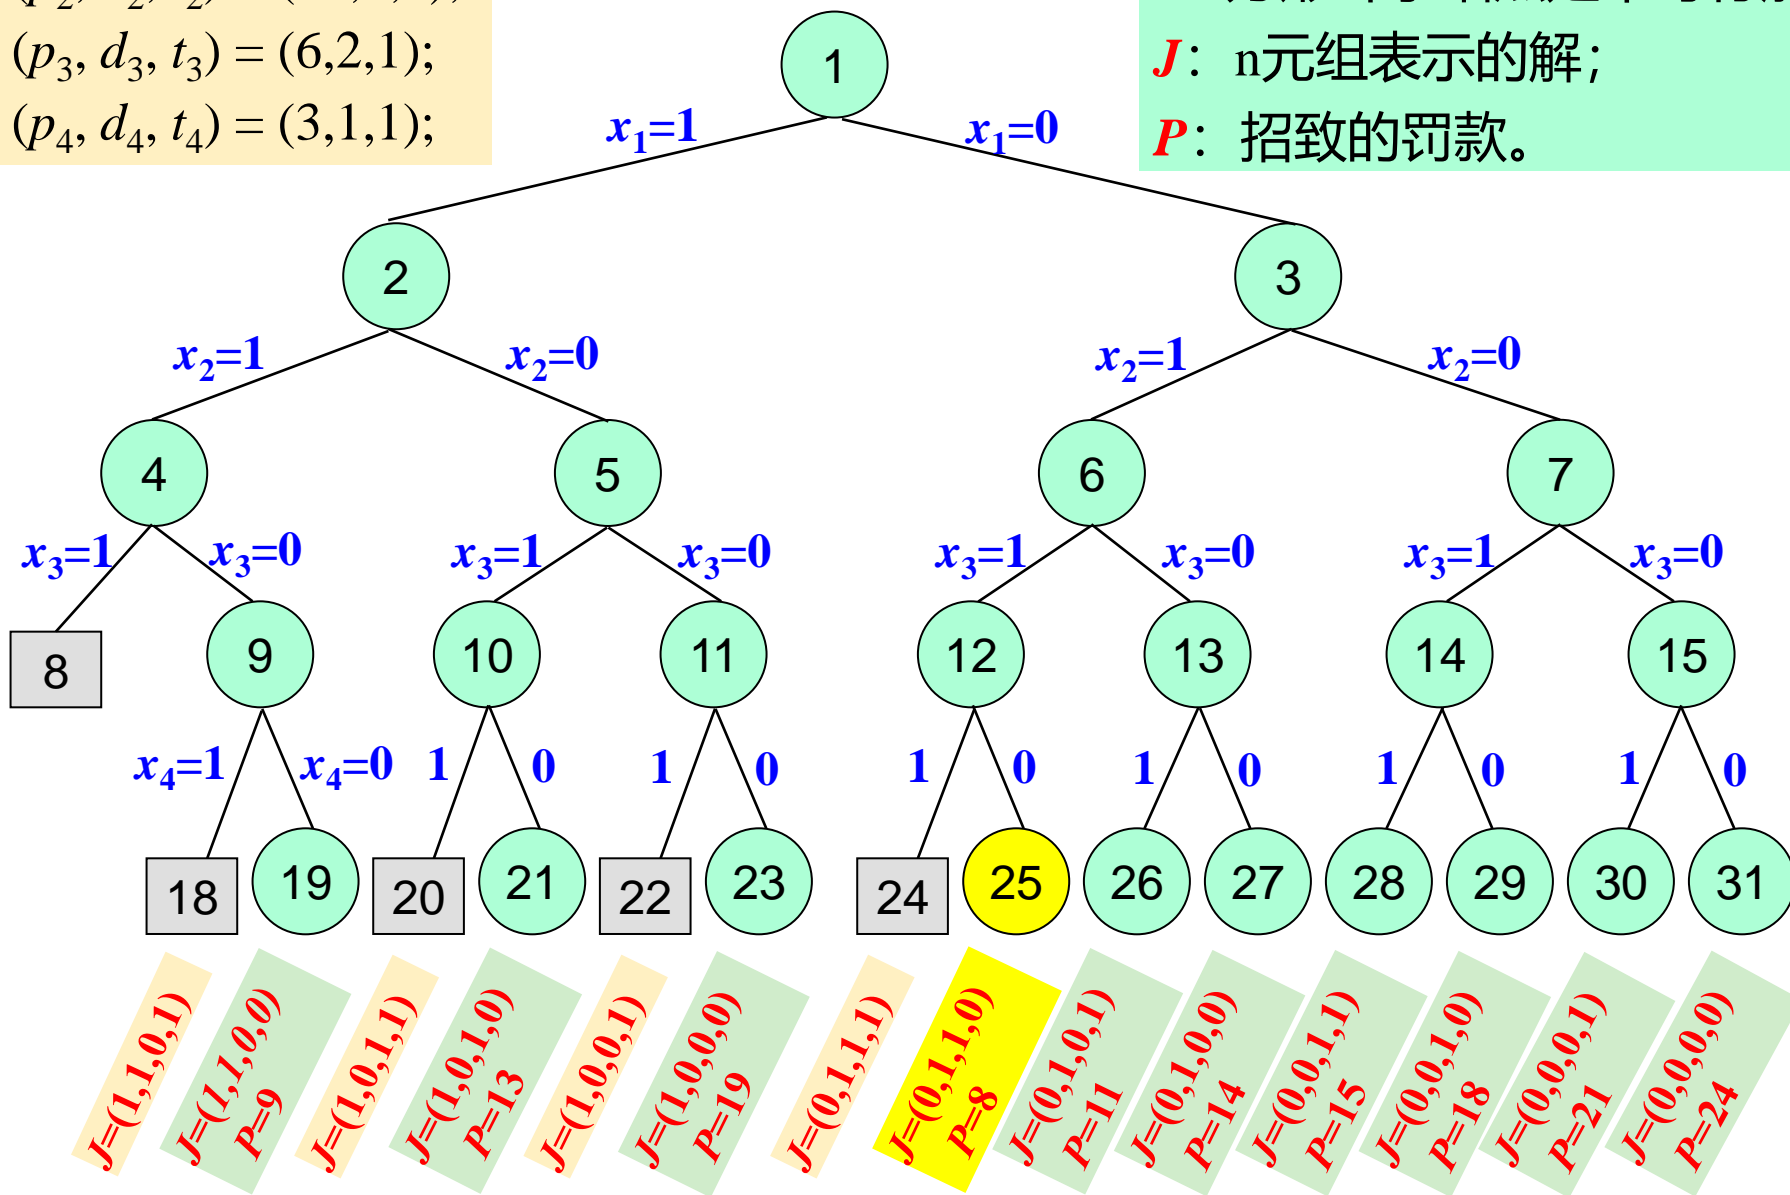 (p₃, d₃, t₃) = (6,2,1);
(p₄, d₄, t₄) = (3,1,1);
J：n元组表示的解；
P：招致的罚款。
1
x₁=1 x₁=0
2 3
x₂=1 x₂=0 x₂=1 x₂=0
4 5 6 7
x₃=1 x₃=0 x₃=1 x₃=0 x₃=1 x₃=0 x₃=1 x₃=0
8 9 10 11 12 13 14 15
x₄=1 x₄=0 1 0 1 0 1 0 1 0 1 0 1 0
18 19 20 21 22 23 24 25 26 27 28 29 30 31
J=(1,1,0,1)
J=(1,1,0,0)
P=9
J=(1,0,1,1)
J=(1,0,1,0)
P=13
J=(1,0,0,1)
J=(1,0,0,0)
P=19
J=(0,1,1,1)
J=(0,1,1,0)
P=8
J=(0,1,0,1)
P=11
J=(0,1,0,0)
P=14
J=(0,0,1,1)
P=15
J=(0,0,1,0)
P=18
J=(0,0,0,1)
P=21
J=(0,0,0,0)
P=24